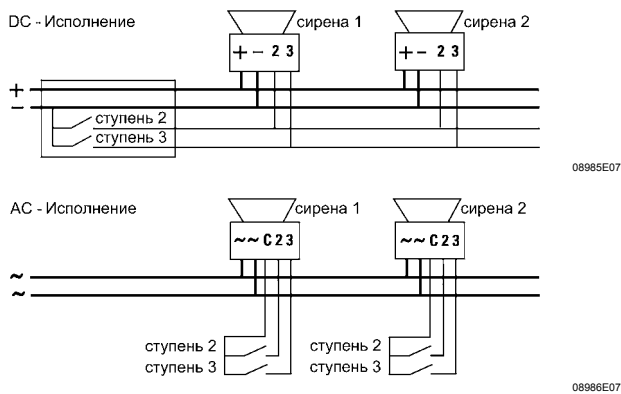 DC - Исполнение
сирена 1
сирена 2
+ − 2 3
+ − 2 3
+
−
ступень 2
ступень 3
08985E07
AC - Исполнение
сирена 1
сирена 2
~ ~ C 2 3
~ ~ C 2 3
~
~
ступень 2
ступень 2
ступень 3
ступень 3
08986E07